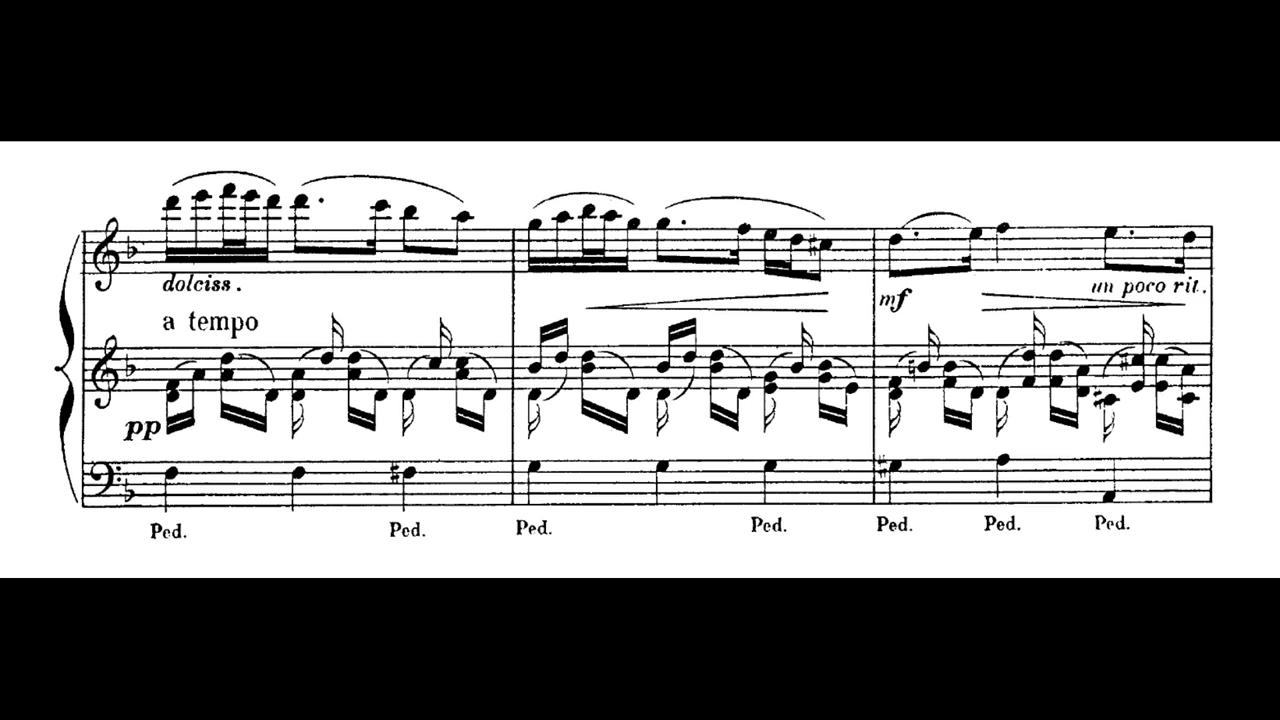 dolciss.
mf
un poco rit.
a tempo
pp
Ped. Ped. Ped. Ped. Ped. Ped. Ped.